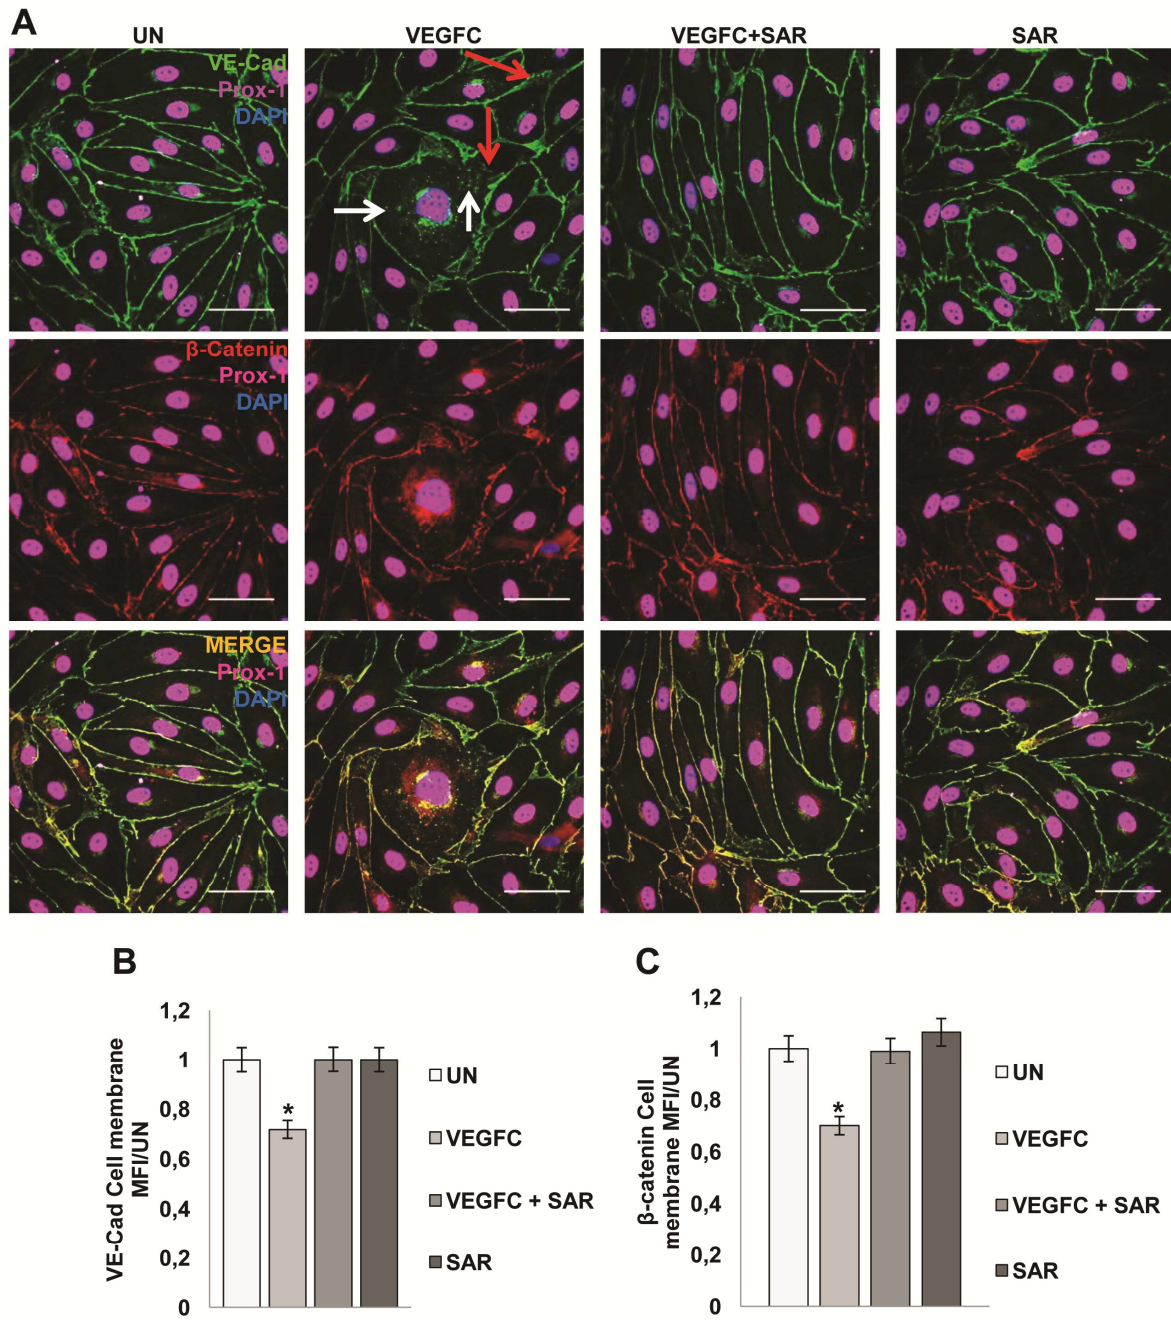 A
UN
VEGFC
VEGFC+SAR
SAR
VE-Cad
Prox-1
DAPI
β-Catenin
Prox-1
DAPI
MERGE
Prox-1
DAPI
B
VE-Cad Cell membrane
MFI/UN
1,2
1
0,8
0,6
0,4
0,2
0
*
UN
VEGFC
VEGFC + SAR
SAR
C
β-catenin Cell
membrane MFI/UN
1,2
1
0,8
0,6
0,4
0,2
0
*
UN
VEGFC
VEGFC + SAR
SAR